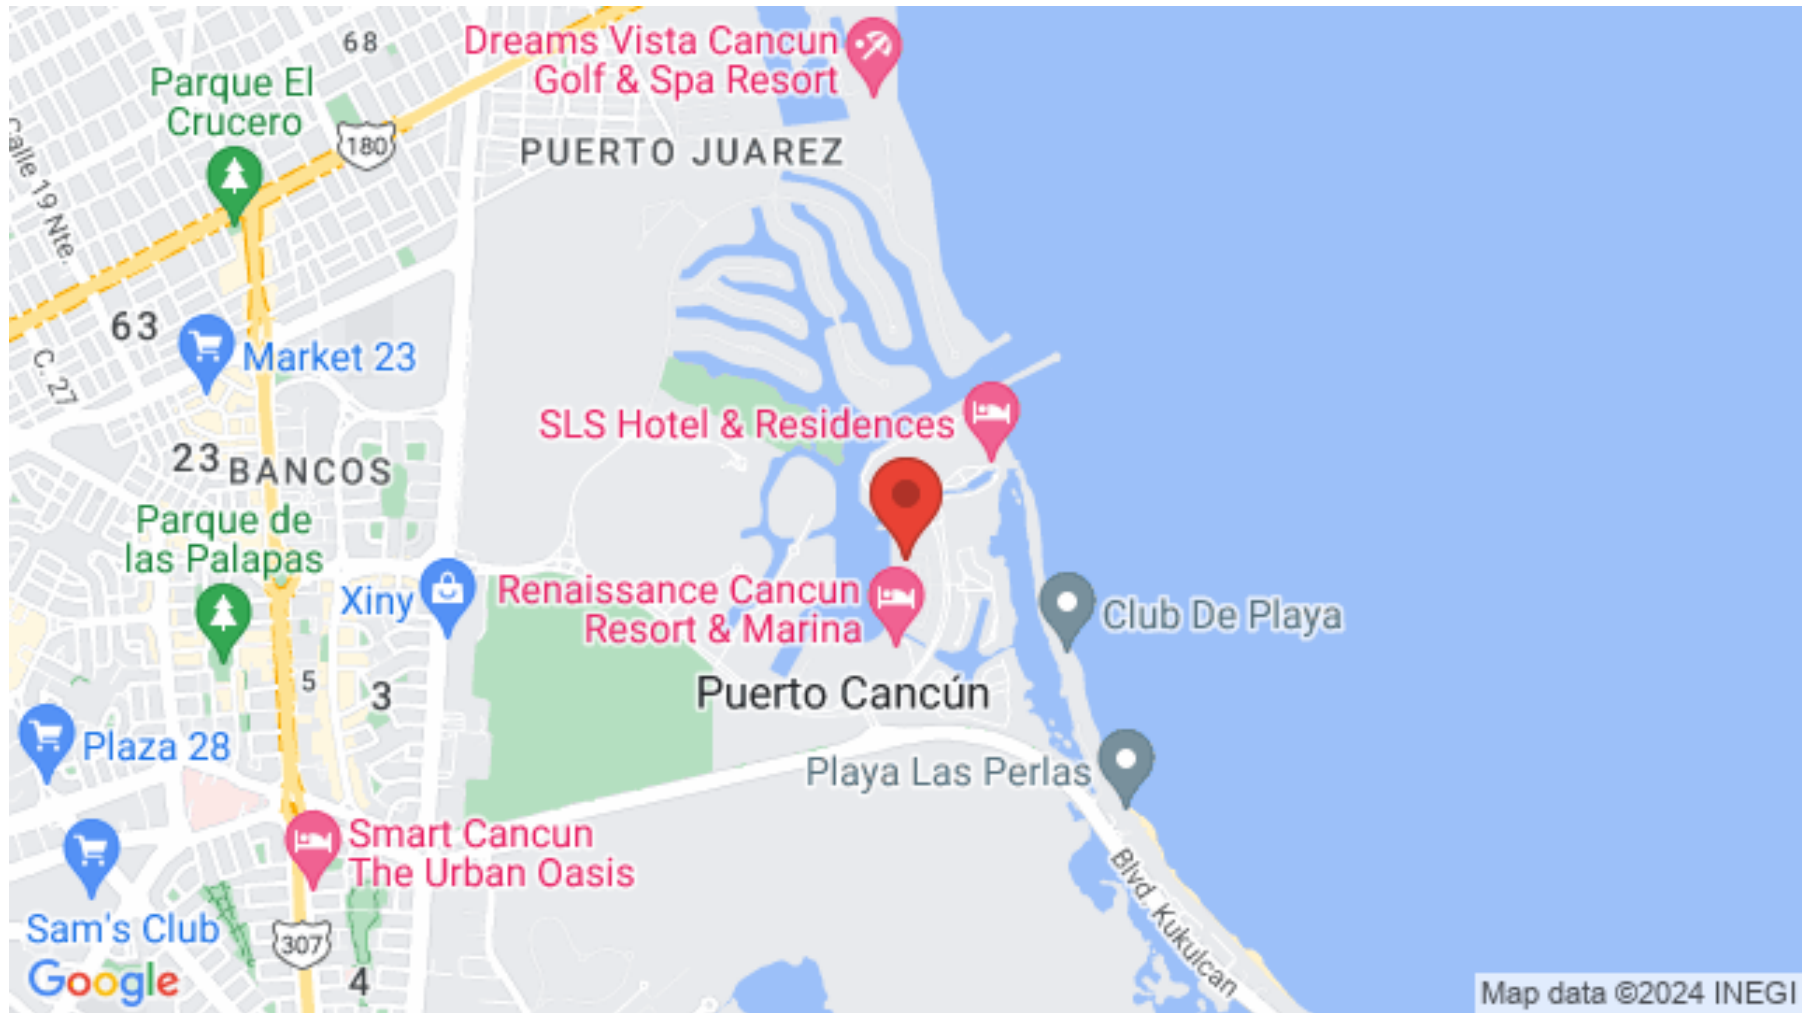 68
Dreams Vista Cancun
Golf & Spa Resort
Parque El
Crucero
180
PUERTO JUAREZ
Calle 19 Nte.
63
Market 23
C. 27
SLS Hotel & Residences
23
BANCOS
Parque de
las Palapas
Xiny
Renaissance Cancun
Resort & Marina
Club De Playa
5
3
Puerto Cancún
Plaza 28
Playa Las Perlas
Smart Cancun
The Urban Oasis
Blvd. Kukulcan
Sam's Club
307
4
Google
Map data ©2024 INEGI